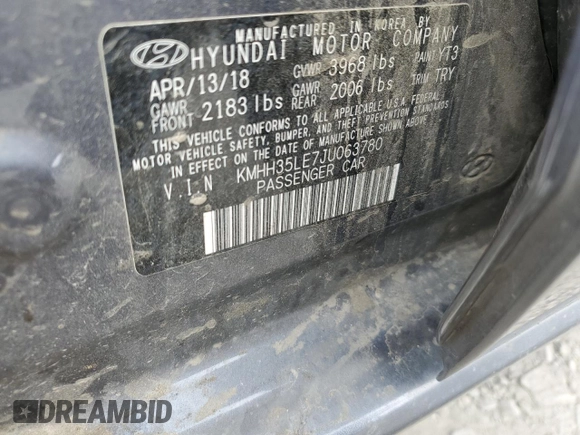 MANUFACTURED IN KOREA BY
HYUNDAI MOTOR COMPANY
APR/13/18 GVWR 3968 lbs PAINT YT3
GAWR FRONT 2183 lbs GAWR REAR 2006 lbs TRIM TRY
THIS VEHICLE CONFORMS TO ALL APPLICABLE U.S.A. FEDERAL
MOTOR VEHICLE SAFETY, BUMPER, AND THEFT PREVENTION STANDARDS
IN EFFECT ON THE DATE OF MANUFACTURE SHOWN ABOVE.
V.I.N KMHH35LE7JU063780
PASSENGER CAR
DREAMBID